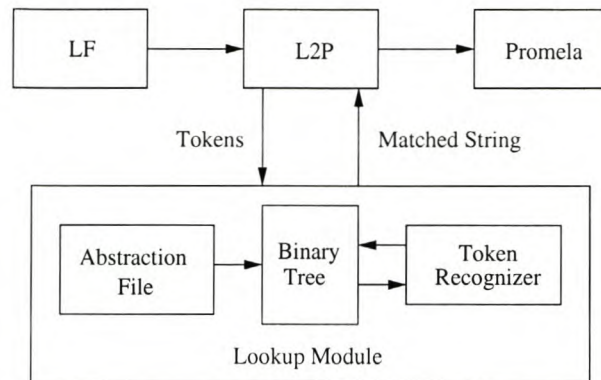 LF
L2P
Promela
Tokens
Matched String
Abstraction
File
Binary
Tree
Token
Recognizer
Lookup Module